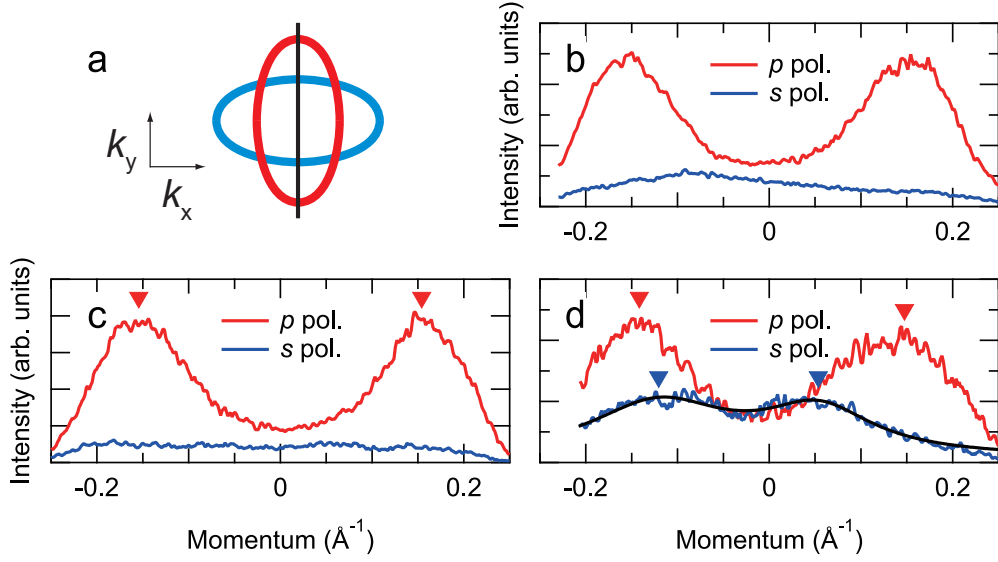 a
k_y
k_x
b
p pol.
s pol.
Intensity (arb. units)
-0.2
0
0.2
c
p pol.
s pol.
Intensity (arb. units)
-0.2
0
0.2
Momentum (Å⁻¹)
d
p pol.
s pol.
-0.2
0
0.2
Momentum (Å⁻¹)